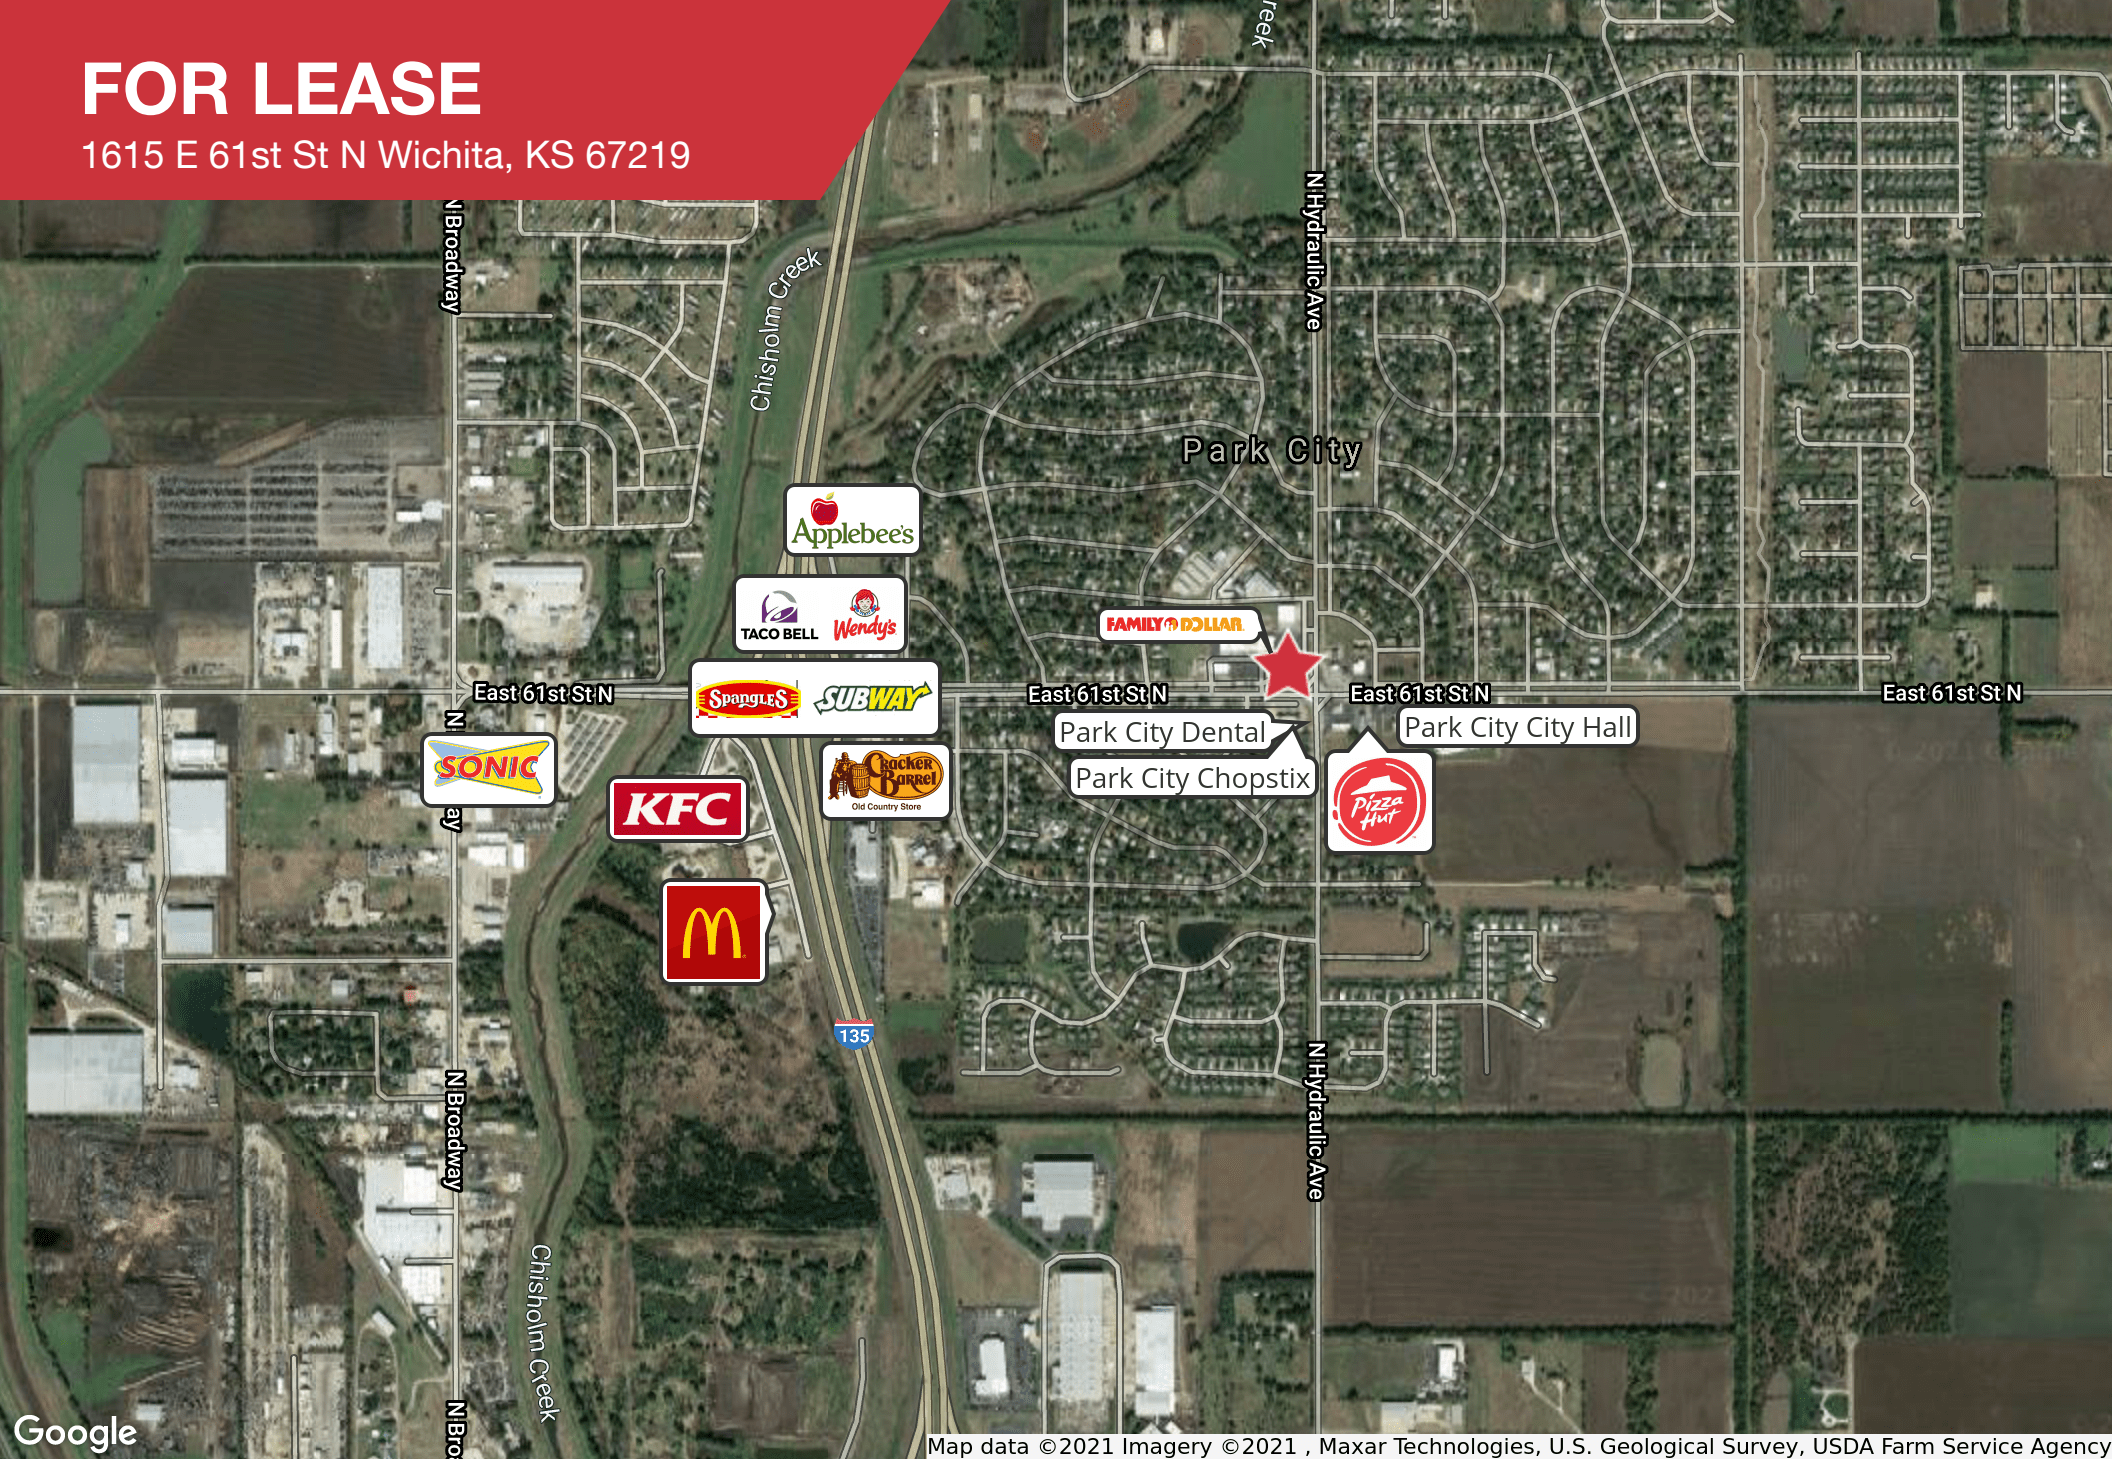 FOR LEASE
1615 E 61st St N Wichita, KS 67219
reek
N Broadway
N Hydraulic Ave
Chisholm Creek
Park City
Applebee's
TACO BELL
Wendy's
FAMILY DOLLAR
East 61st St N
SPANGLES
SUBWAY
East 61st St N
East 61st St N
East 61st St N
Park City Dental
Park City City Hall
N
ay
SONIC
Cracker
Barrel
Old Country Store
Park City Chopstix
KFC
Pizza
Hut
M
135
N Broadway
N Hydraulic Ave
Chisholm Creek
N Bro
Google
Map data ©2021 Imagery ©2021 , Maxar Technologies, U.S. Geological Survey, USDA Farm Service Agency